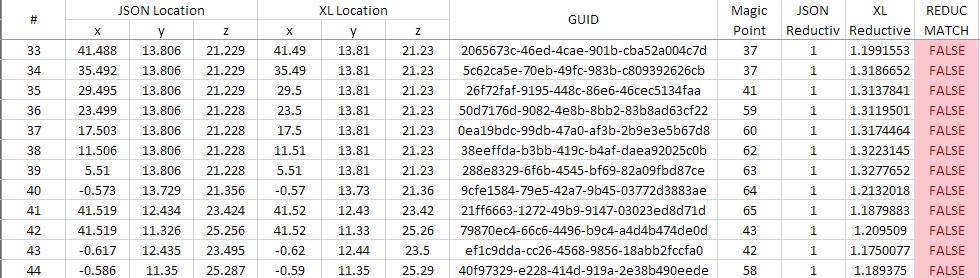 # JSON Location XL Location GUID Magic Point JSON Reductiv XL Reductive REDUC MATCH
x y z x y z
33 41.488 13.806 21.229 41.49 13.81 21.23 2065673c-46ed-4cae-901b-cba52a004c7d 37 1 1.1991553 FALSE
34 35.492 13.806 21.229 35.49 13.81 21.23 5c62ca5e-70eb-49fc-983b-c809392626cb 37 1 1.3186652 FALSE
35 29.495 13.806 21.229 29.5 13.81 21.23 26f72faf-9195-448c-86e6-46cec5134faa 41 1 1.3137841 FALSE
36 23.499 13.806 21.228 23.5 13.81 21.23 50d7176d-9082-4e8b-8bb2-83b8ad63cf22 59 1 1.3119501 FALSE
37 17.503 13.806 21.228 17.5 13.81 21.23 0ea19bdc-99db-47a0-af3b-2b9e3e5b67d8 60 1 1.3174464 FALSE
38 11.506 13.806 21.228 11.51 13.81 21.23 38eeffda-b3bb-419c-b4af-daea92025c0b 62 1 1.3223145 FALSE
39 5.51 13.806 21.228 5.51 13.81 21.23 288e8329-6f6b-4545-bf69-82a09fbd87ce 63 1 1.3277652 FALSE
40 -0.573 13.729 21.356 -0.57 13.73 21.36 9cfe1584-79e5-42a7-9b45-03772d3883ae 64 1 1.2132018 FALSE
41 41.519 12.434 23.424 41.52 12.43 23.42 21ff6663-1272-49b9-9147-03023ed8d71d 65 1 1.1879883 FALSE
42 41.519 11.326 25.256 41.52 11.33 25.26 79870ec4-66c6-4496-b9c4-a4d4b474de0d 43 1 1.209509 FALSE
43 -0.617 12.435 23.495 -0.62 12.44 23.5 ef1c9dda-cc26-4568-9856-18abb2fccfa0 42 1 1.1750077 FALSE
44 -0.586 11.35 25.287 -0.59 11.35 25.29 40f97329-e228-414d-919a-2e38b490eede 58 1 1.189375 FALSE